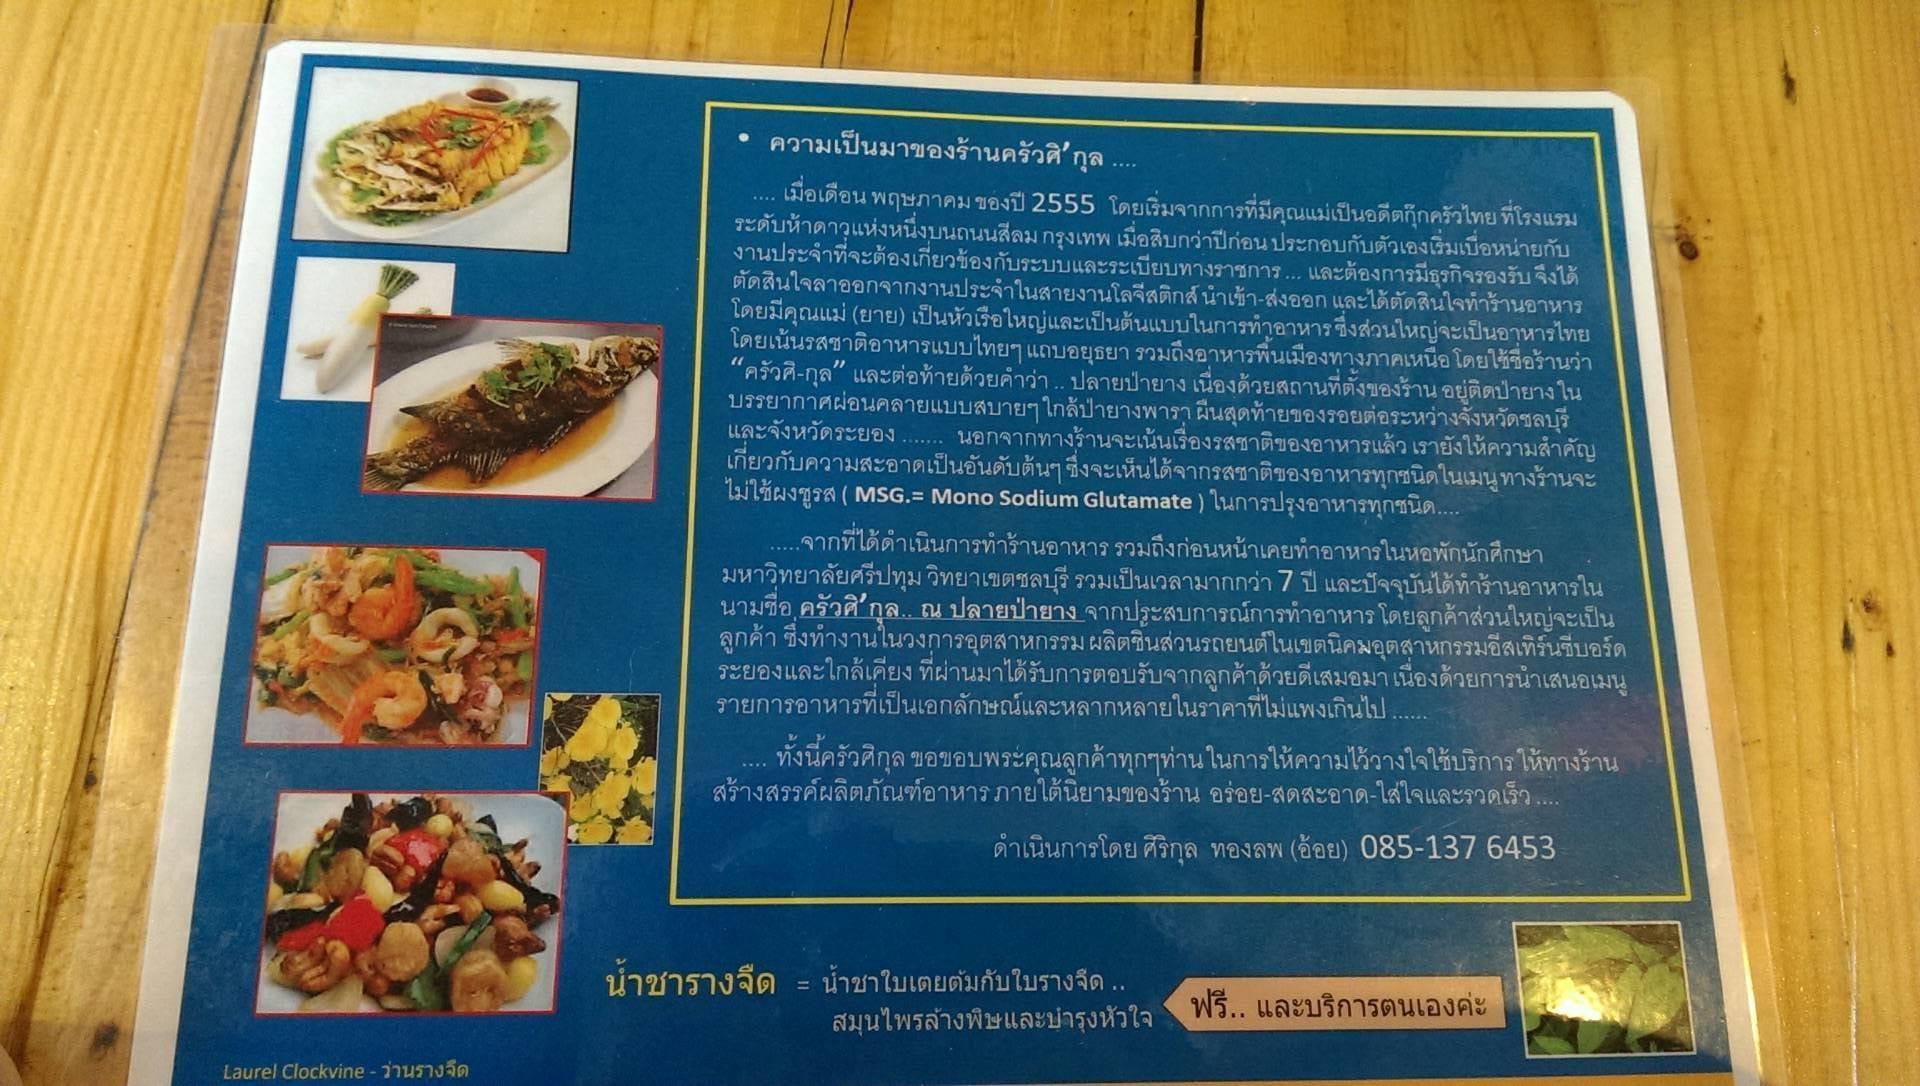 • ความเป็นมาของร้านครัวศิ’กุล ....
.... เมื่อเดือน พฤษภาคม ของปี 2555 โดยเริ่มจากการที่มีคุณแม่เป็นอดีตกุ๊กครัวไทย ที่โรงแรม
ระดับห้าดาวแห่งหนึ่งบนถนนสีลม กรุงเทพ เมื่อสิบกว่าปีก่อน ประกอบกับตัวเองเริ่มเบื่อหน่ายกับ
งานประจำที่จะต้องเกี่ยวข้องกับระบบและระเบียบทางราชการ ... และต้องการมีธุรกิจรองรับ จึงได้
ตัดสินใจลาออกจากงานประจำในสายงานโลจีสติกส์ นำเข้า-ส่งออก และได้ตัดสินใจทำร้านอาหาร
โดยมีคุณแม่ (ยาย) เป็นหัวเรือใหญ่และเป็นต้นแบบในการทำอาหาร ซึ่งส่วนใหญ่จะเป็นอาหารไทย
โดยเน้นรสชาติอาหารแบบไทยๆ แถบอยุธยา รวมถึงอาหารพื้นเมืองทางภาคเหนือ โดยใช้ชื่อร้านว่า
“ครัวศิ-กุล” และต่อท้ายด้วยคำว่า .. ปลายป่ายาง เนื่องด้วยสถานที่ตั้งของร้าน อยู่ติดป่ายาง ใน
บรรยากาศผ่อนคลายแบบสบายๆ ใกล้ป่ายางพารา ผืนสุดท้ายของรอยต่อระหว่างจังหวัดชลบุรี
และจังหวัดระยอง ....... นอกจากทางร้านจะเน้นเรื่องรสชาติของอาหารแล้ว เรายังให้ความสำคัญ
เกี่ยวกับความสะอาดเป็นอันดับต้นๆ ซึ่งจะเห็นได้จากรสชาติของอาหารทุกชนิดในเมนู ทางร้านจะ
ไม่ใช้ผงชูรส ( MSG.= Mono Sodium Glutamate ) ในการปรุงอาหารทุกชนิด....
.....จากที่ได้ดำเนินการทำร้านอาหาร รวมถึงก่อนหน้าเคยทำอาหารในหอพักนักศึกษา
มหาวิทยาลัยศรีปทุม วิทยาเขตชลบุรี รวมเป็นเวลามากกว่า 7 ปี และปัจจุบันได้ทำร้านอาหารใน
นามชื่อ ครัวศิ’กุล.. ณ ปลายป่ายาง จากประสบการณ์การทำอาหาร โดยลูกค้าส่วนใหญ่จะเป็น
ลูกค้า ซึ่งทำงานในวงการอุตสาหกรรม ผลิตชิ้นส่วนรถยนต์ในเขตนิคมอุตสาหกรรมอีสเทิร์นซีบอร์ด
ระยองและใกล้เคียง ที่ผ่านมาได้รับการตอบรับจากลูกค้าด้วยดีเสมอมา เนื่องด้วยการนำเสนอเมนู
รายการอาหารที่เป็นเอกลักษณ์และหลากหลายในราคาที่ไม่แพงเกินไป ......
.... ทั้งนี้ครัวศิกุล ขอขอบพระคุณลูกค้าทุกๆท่าน ในการให้ความไว้วางใจใช้บริการ ให้ทางร้าน
สร้างสรรค์ผลิตภัณฑ์อาหาร ภายใต้นิยามของร้าน อร่อย-สดสะอาด-ใส่ใจและรวดเร็ว ....
ดำเนินการโดย ศิริกุล ทองลพ (อ้อย) 085-137 6453
น้ำชารางจืด = น้ำชาใบเตยต้มกับใบรางจืด ..
สมุนไพรล้างพิษและบำรุงหัวใจ
ฟรี.. และบริการตนเองค่ะ
Laurel Clockvine - ว่านรางจืด